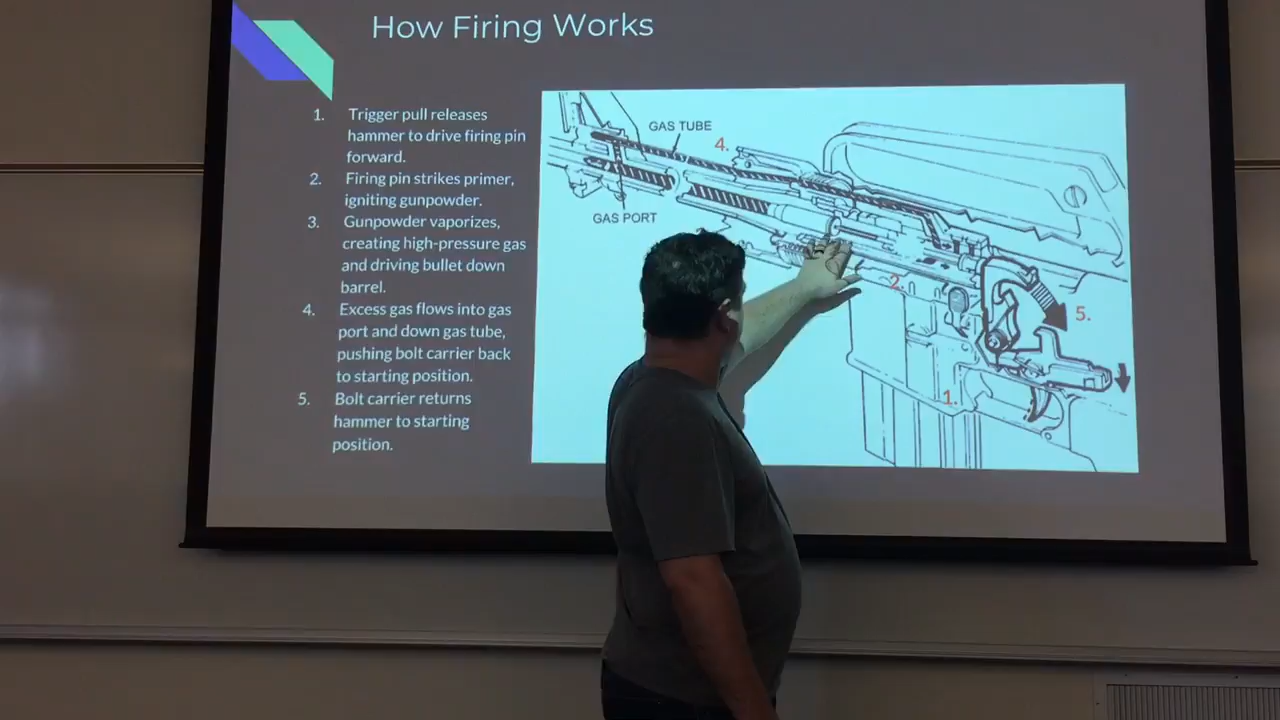 How Firing Works
1. Trigger pull releases
hammer to drive firing pin
forward.
2. Firing pin strikes primer,
igniting gunpowder.
3. Gunpowder vaporizes,
creating high-pressure gas
and driving bullet down
barrel.
4. Excess gas flows into gas
port and down gas tube,
pushing bolt carrier back
to starting position.
5. Bolt carrier returns
hammer to starting
position.
GAS TUBE
4.
GAS PORT
2.
5.
1.